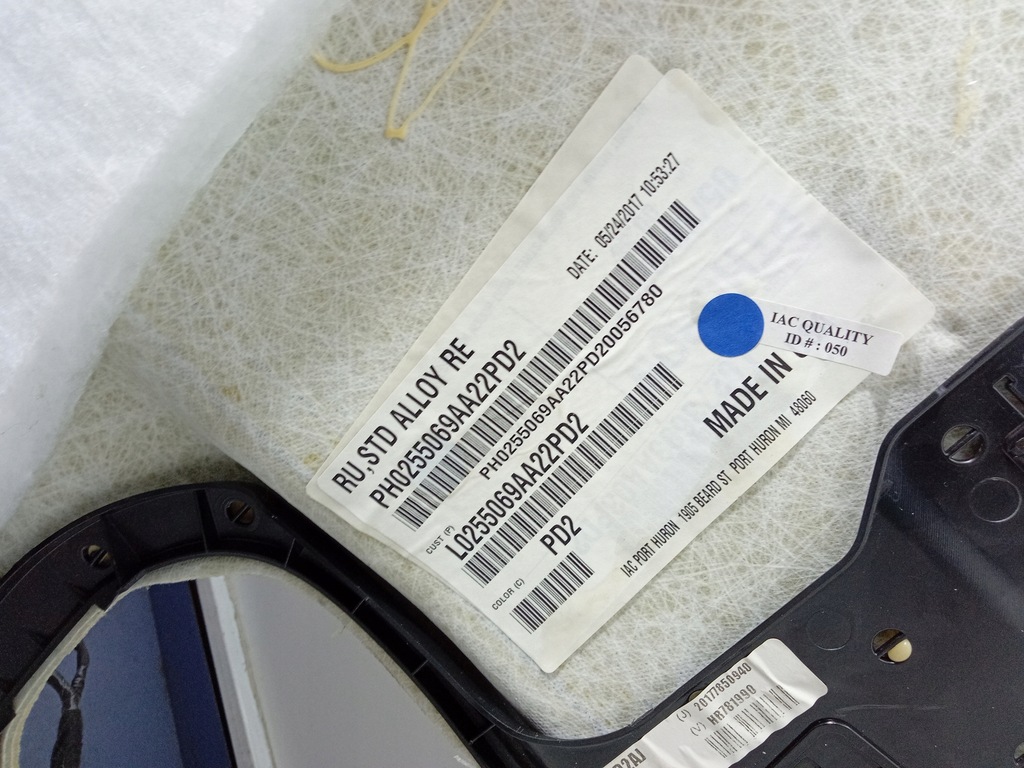 RU,STD ALLOY RE
DATE: 05/24/2017 10:53:27
PH0255069AA22PD2
PH0255069AA22PD20056780
CUST (P)
L0255069AA22PD2
COLOR (C)
PD2
MADE IN
IAC PORT HURON 1905 BEARD ST PORT HURON MI 48060
IAC QUALITY
ID # : 050
(J) 20177850940
(V) HR781990